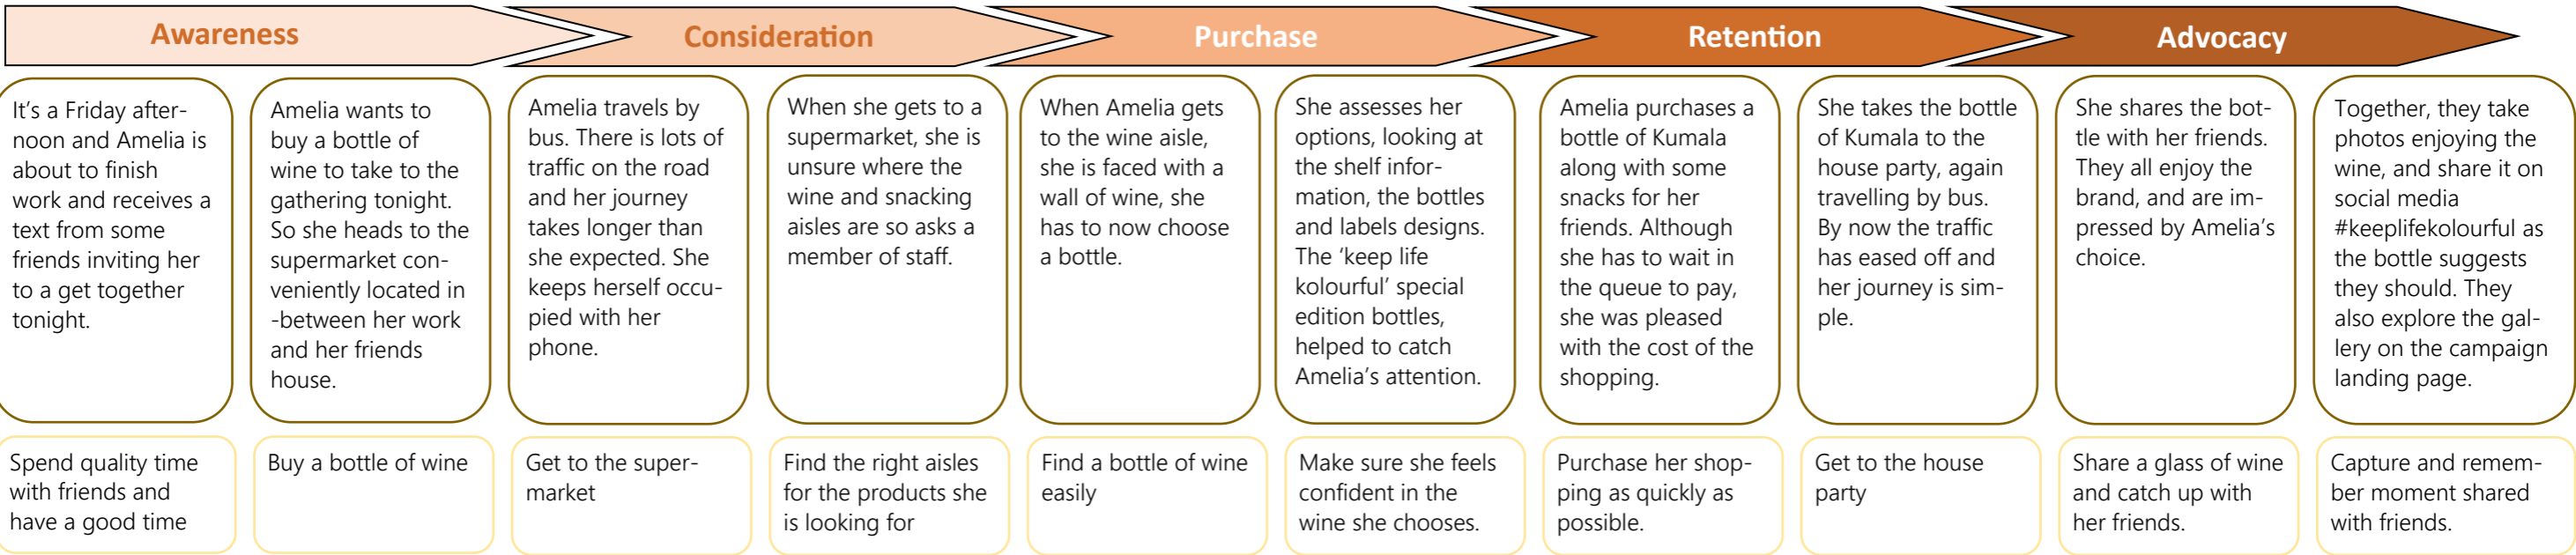 Awareness
Consideration
Purchase
Retention
Advocacy
It's a Friday after-
noon and Amelia is
about to finish
work and receives a
text from some
friends inviting her
to a get together
tonight.
Amelia wants to
buy a bottle of
wine to take to the
gathering tonight.
So she heads to the
supermarket con-
veniently located in
-between her work
and her friends
house.
Amelia travels by
bus. There is lots of
traffic on the road
and her journey
takes longer than
she expected. She
keeps herself occu-
pied with her
phone.
When she gets to a
supermarket, she is
unsure where the
wine and snacking
aisles are so asks a
member of staff.
When Amelia gets
to the wine aisle,
she is faced with a
wall of wine, she
has to now choose
a bottle.
She assesses her
options, looking at
the shelf infor-
mation, the bottles
and labels designs.
The ‘keep life
kolourful’ special
edition bottles,
helped to catch
Amelia’s attention.
Amelia purchases a
bottle of Kumala
along with some
snacks for her
friends. Although
she has to wait in
the queue to pay,
she was pleased
with the cost of the
shopping.
She takes the bottle
of Kumala to the
house party, again
travelling by bus.
By now the traffic
has eased off and
her journey is sim-
ple.
She shares the bot-
tle with her friends.
They all enjoy the
brand, and are im-
pressed by Amelia’s
choice.
Together, they take
photos enjoying the
wine, and share it on
social media
#keeplifekolourful as
the bottle suggests
they should. They
also explore the gal-
lery on the campaign
landing page.
Spend quality time
with friends and
have a good time
Buy a bottle of wine
Get to the super-
market
Find the right aisles
for the products she
is looking for
Find a bottle of wine
easily
Make sure she feels
confident in the
wine she chooses.
Purchase her shop-
ping as quickly as
possible.
Get to the house
party
Share a glass of wine
and catch up with
her friends.
Capture and remem-
ber moment shared
with friends.